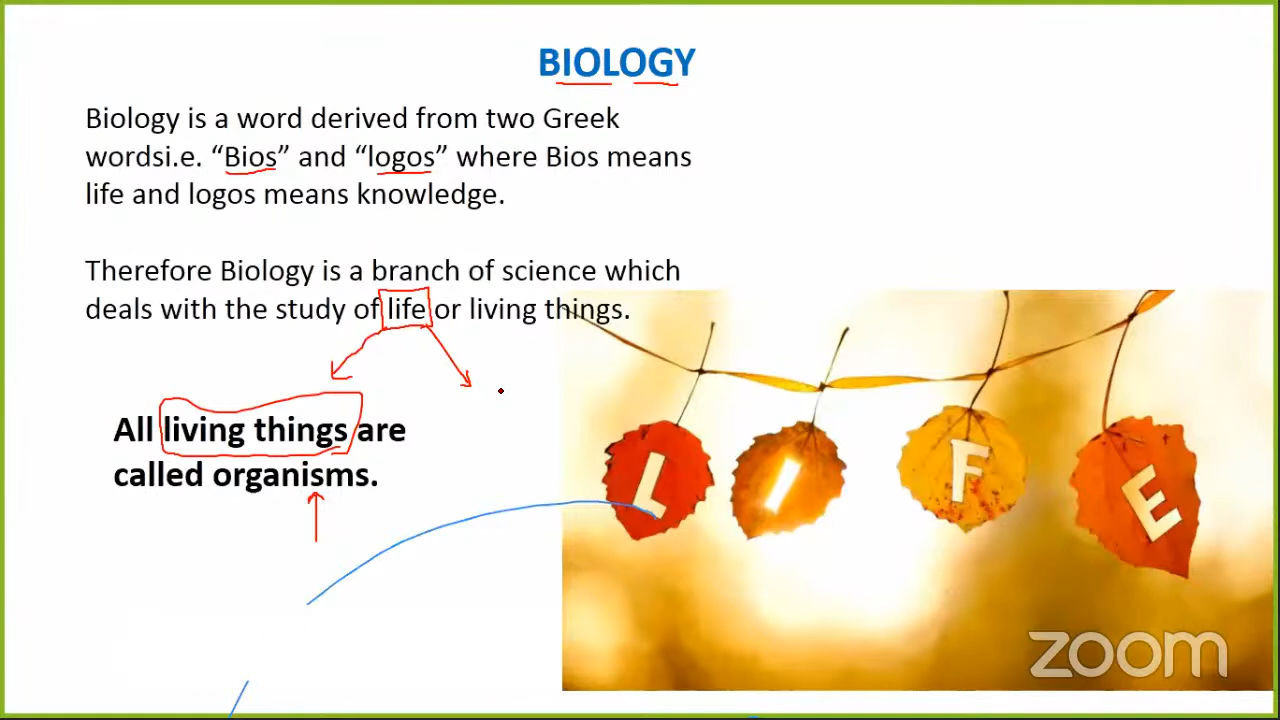 BIOLOGY
Biology is a word derived from two Greek
wordsi.e. “Bios” and “logos” where Bios means
life and logos means knowledge.
Therefore Biology is a branch of science which
deals with the study of life or living things.
All living things are
called organisms.
L I F E
zoom